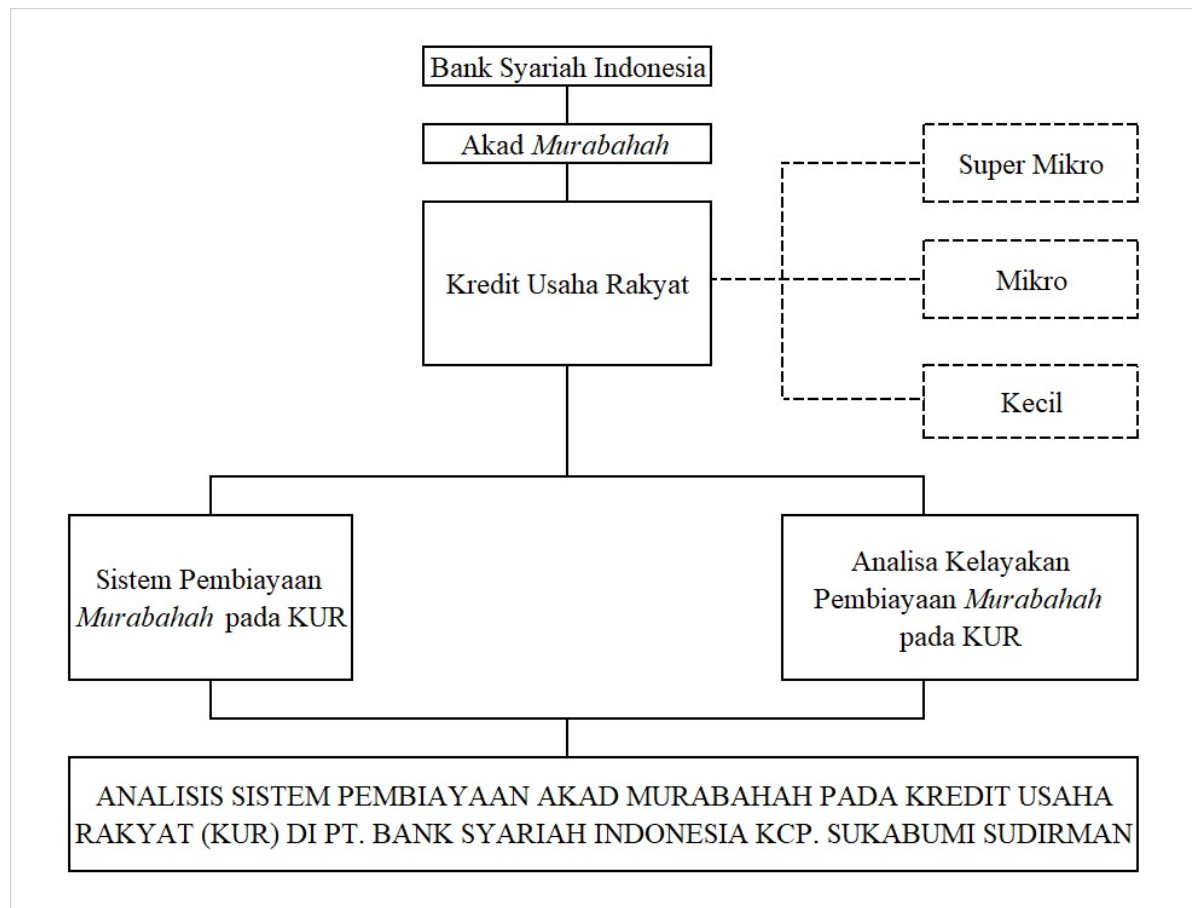 Bank Syariah Indonesia
Akad Murabahah
Super Mikro
Kredit Usaha Rakyat
Mikro
Kecil
Sistem Pembiayaan
Murabahah pada KUR
Analisa Kelayakan
Pembiayaan Murabahah
pada KUR
ANALISIS SISTEM PEMBIAYAAN AKAD MURABAHAH PADA KREDIT USAHA
RAKYAT (KUR) DI PT. BANK SYARIAH INDONESIA KCP. SUKABUMI SUDIRMAN